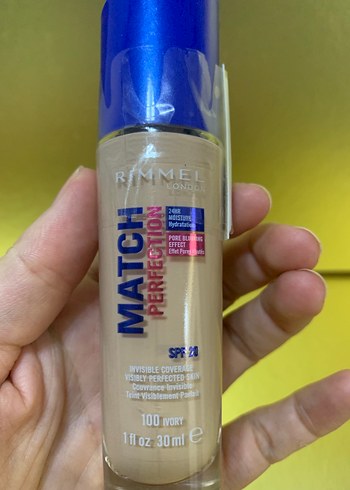 RIMMEL
LONDON
MATCH
PERFECTION
24HR
MOISTURE
Hydratation
PORE BLURRING
EFFECT
SPF 20
INVISIBLE COVERAGE
VISIBLY PERFECTED SKIN
Couvrance Invisible
Teint Visiblement Parfait
100 IVORY
1 fl oz 30 ml ℮